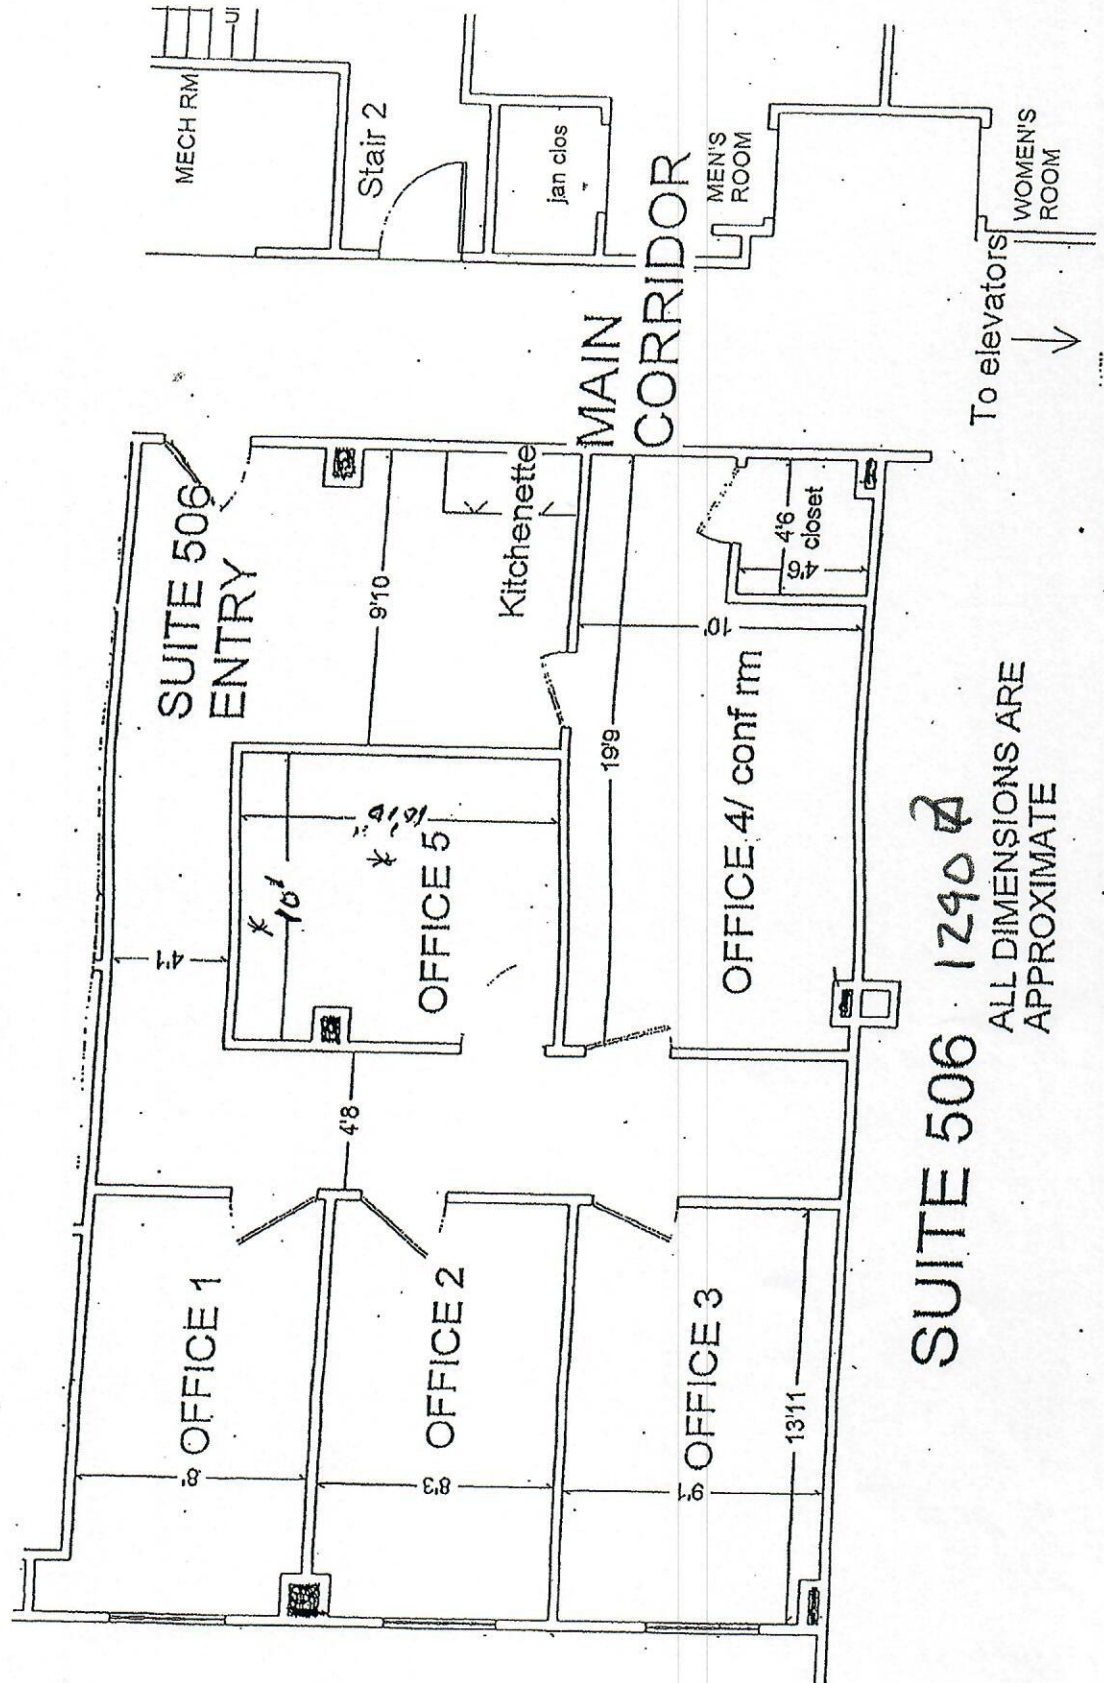 MECH RM
Stair 2
jan clos
MEN'S
ROOM
WOMEN'S
ROOM
MAIN
CORRIDOR
To elevators
SUITE 506
ENTRY
9'10
Kitchenette
4'6
closet
4'6
10'
19'9
4'1
10'
10'10"
OFFICE 5
OFFICE 4/ conf rm
4'8
OFFICE 1
8'
OFFICE 2
8'3
OFFICE 3
9'1
13'11
SUITE 506
ALL DIMENSIONS ARE
APPROXIMATE